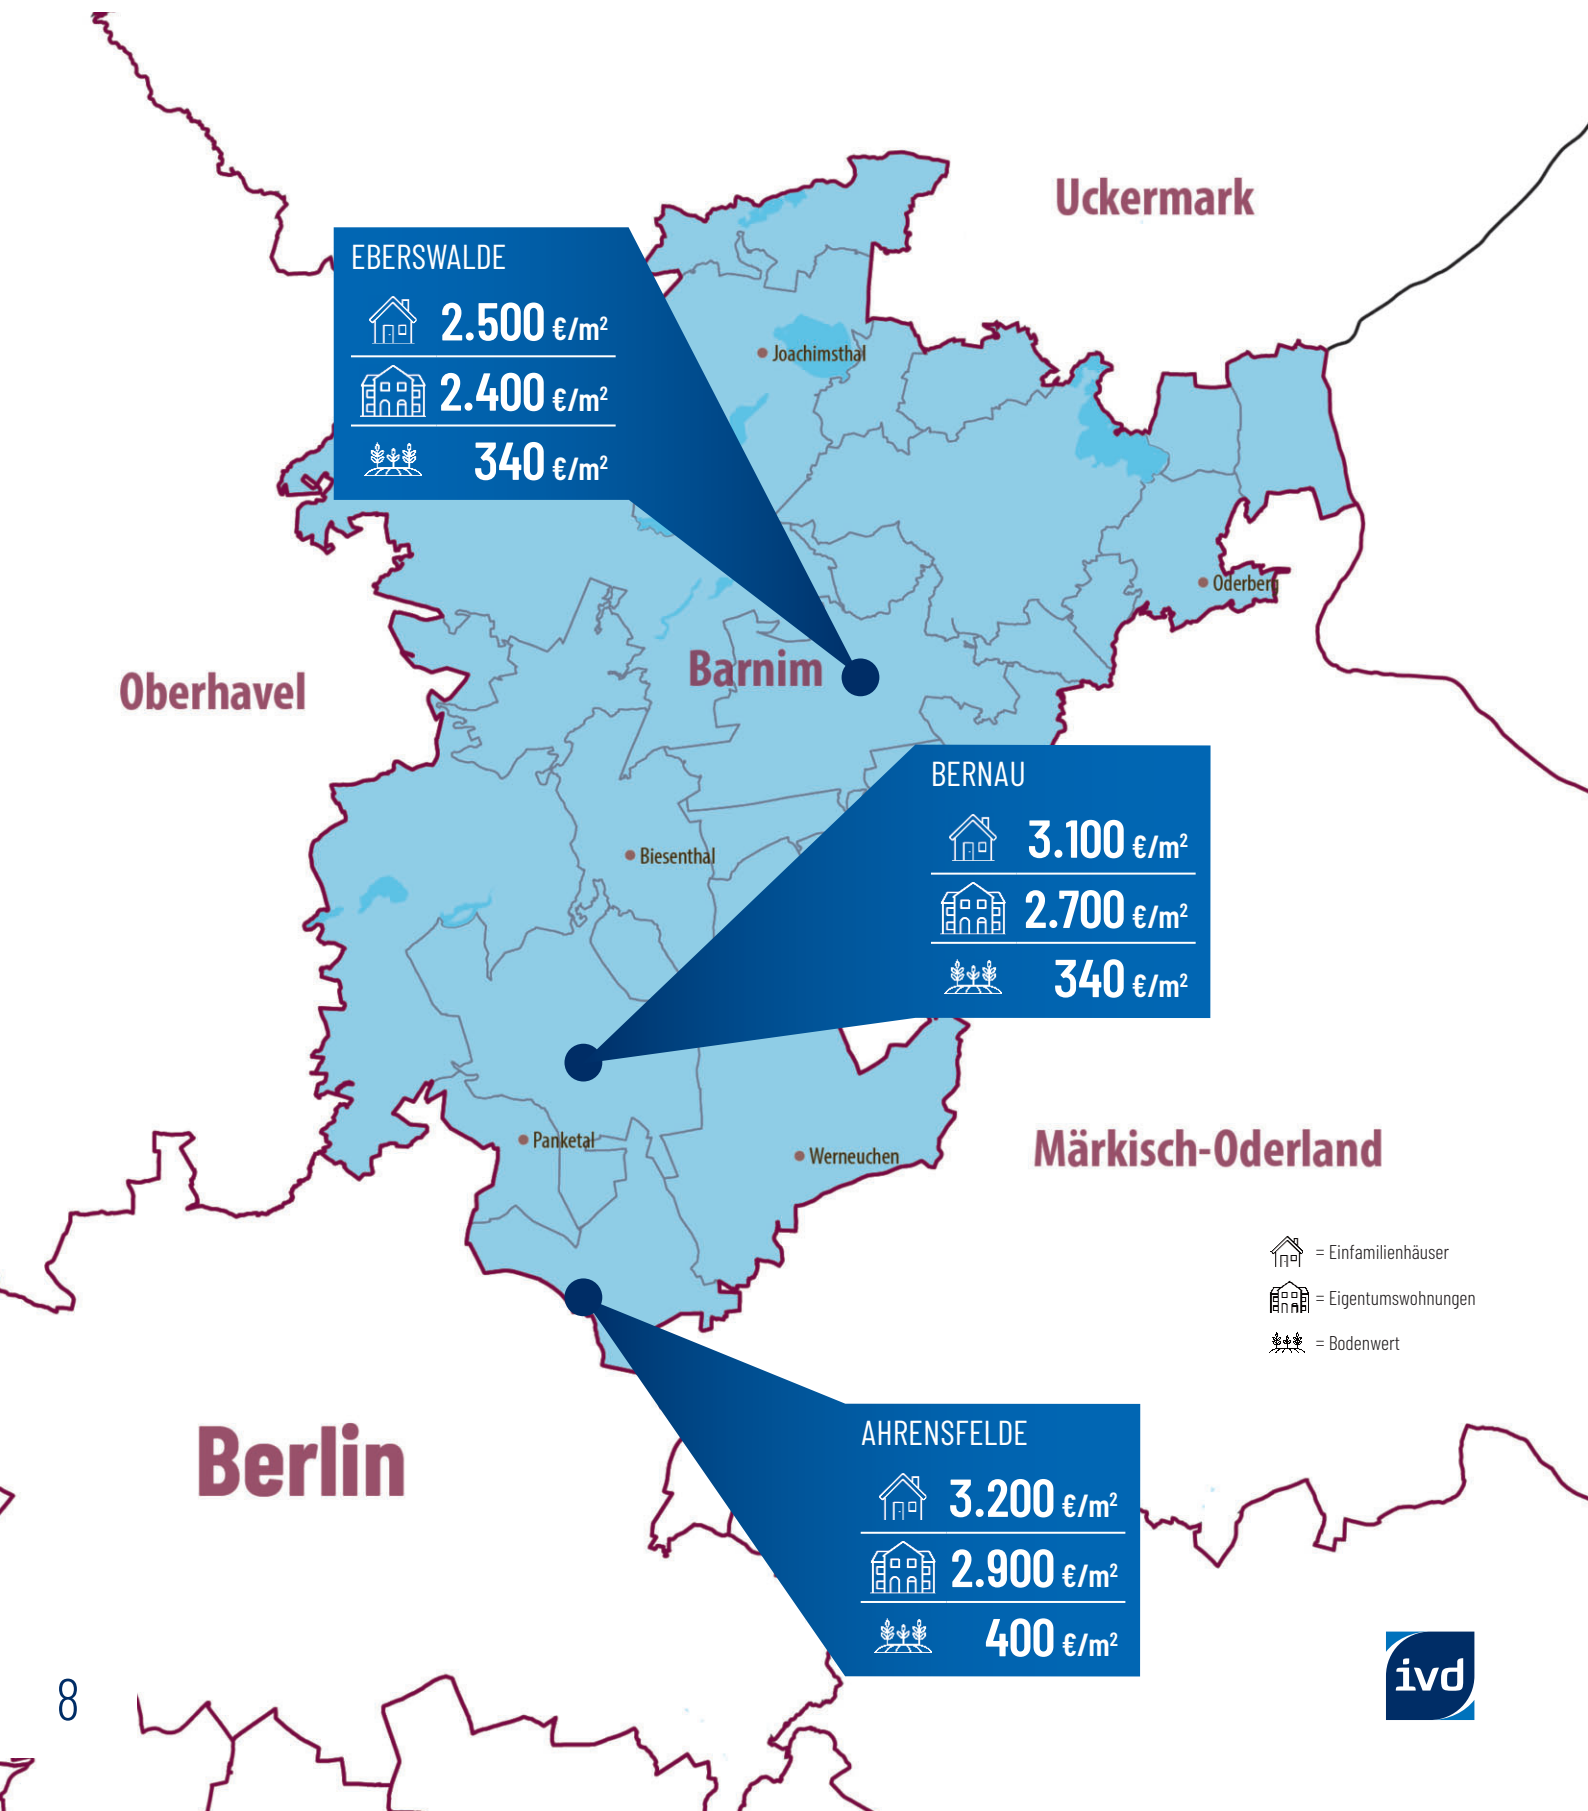 Uckermark
EBERSWALDE
2.500 €/m²
2.400 €/m²
340 €/m²
Joachimsthal
Oderberg
Barnim
Oberhavel
BERNAU
3.100 €/m²
2.700 €/m²
340 €/m²
Biesenthal
Panketal
Werneuchen
Märkisch-Oderland
= Einfamilienhäuser
= Eigentumswohnungen
= Bodenwert
Berlin
AHRENSFELDE
3.200 €/m²
2.900 €/m²
400 €/m²
ivd
8